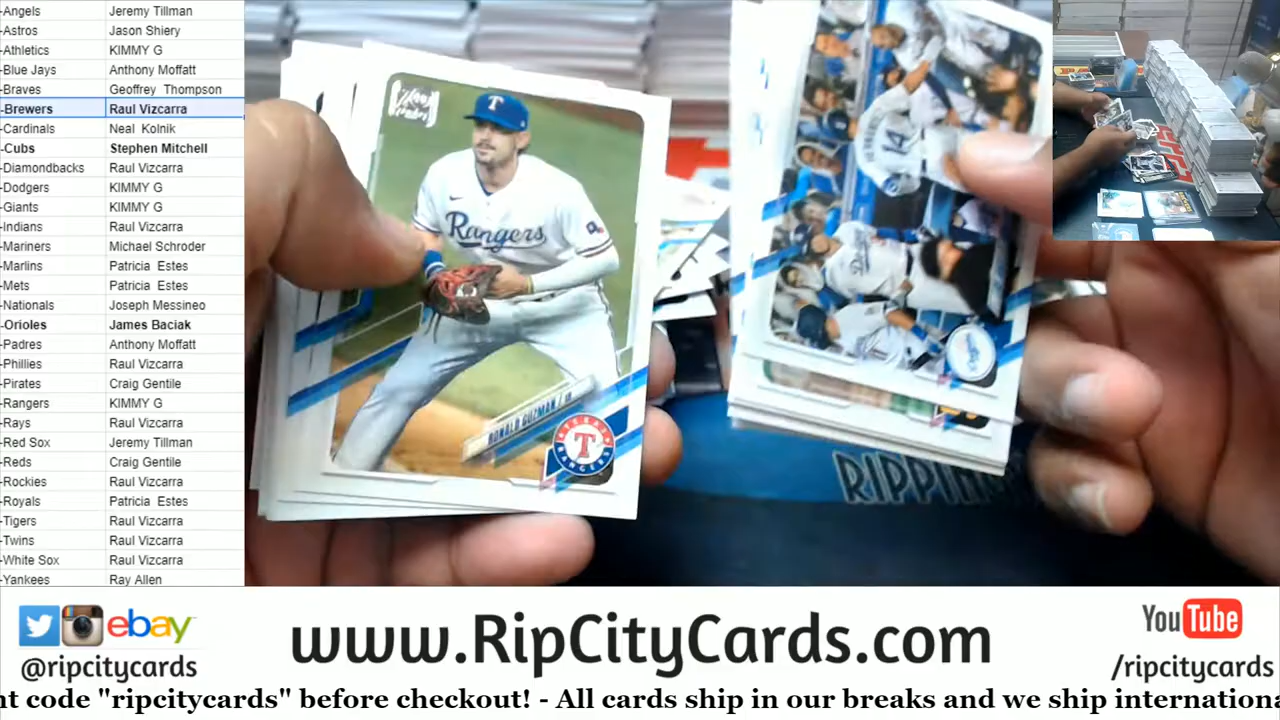 -Angels Jeremy Tillman
-Astros Jason Shiery
-Athletics KIMMY G
-Blue Jays Anthony Moffatt
-Braves Geoffrey Thompson
-Brewers Raul Vizcarra
-Cardinals Neal Kolnik
-Cubs Stephen Mitchell
-Diamondbacks Raul Vizcarra
-Dodgers KIMMY G
-Giants KIMMY G
-Indians Raul Vizcarra
-Mariners Michael Schroder
-Marlins Patricia Estes
-Mets Patricia Estes
-Nationals Joseph Messineo
-Orioles James Baciak
-Padres Anthony Moffatt
-Phillies Raul Vizcarra
-Pirates Craig Gentile
-Rangers KIMMY G
-Rays Raul Vizcarra
-Red Sox Jeremy Tillman
-Reds Craig Gentile
-Rockies Raul Vizcarra
-Royals Patricia Estes
-Tigers Raul Vizcarra
-Twins Raul Vizcarra
-White Sox Raul Vizcarra
-Yankees Ray Allen
T
Rangers
RONALD GUZMAN / 1B
TEXAS
T
RANGERS
14
Dodgers
RIPPIN
ebay
@ripcitycards
www.RipCityCards.com
YouTube
/ripcitycards
nt code "ripcitycards" before checkout! - All cards ship in our breaks and we ship internationa